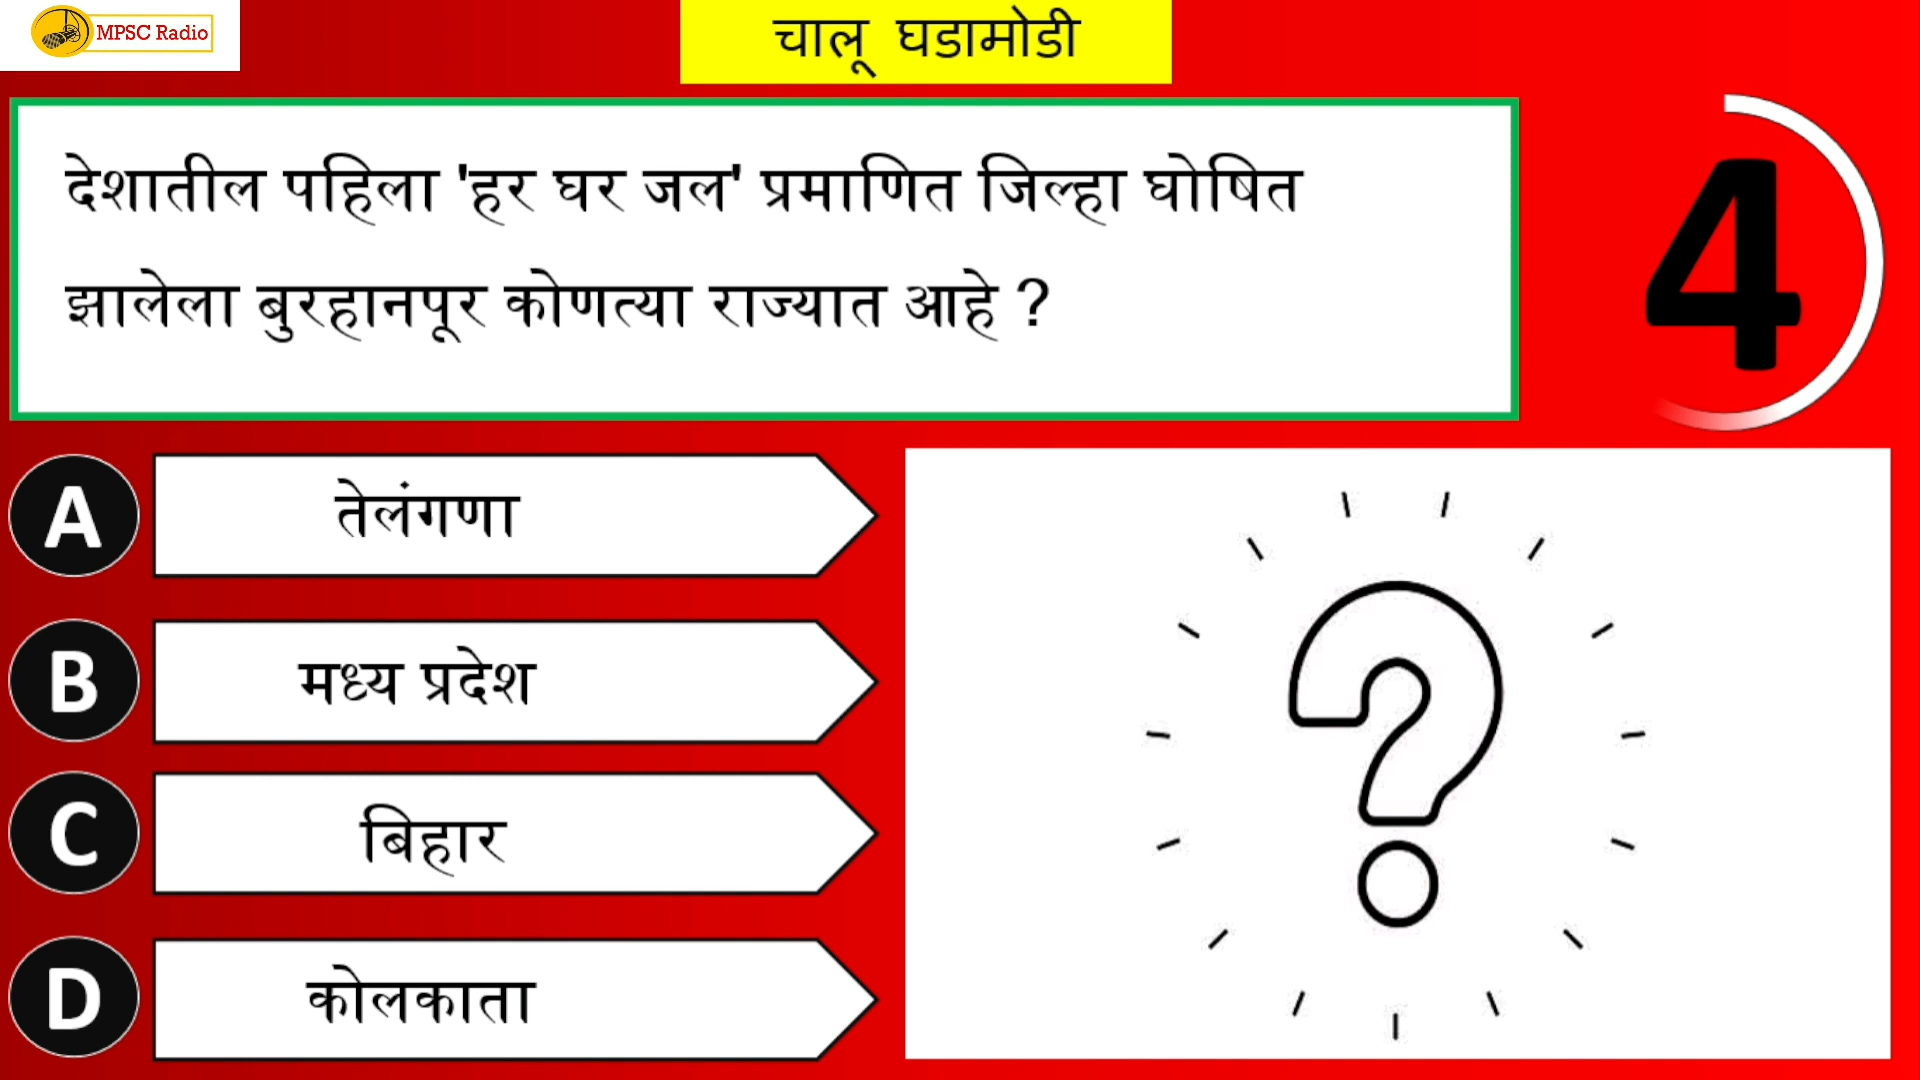 MPSC Radio
चालू घडामोडी
देशातील पहिला 'हर घर जल' प्रमाणित जिल्हा घोषित
झालेला बुरहानपूर कोणत्या राज्यात आहे ?
4
A तेलंगणा
B मध्य प्रदेश
C बिहार
D कोलकाता